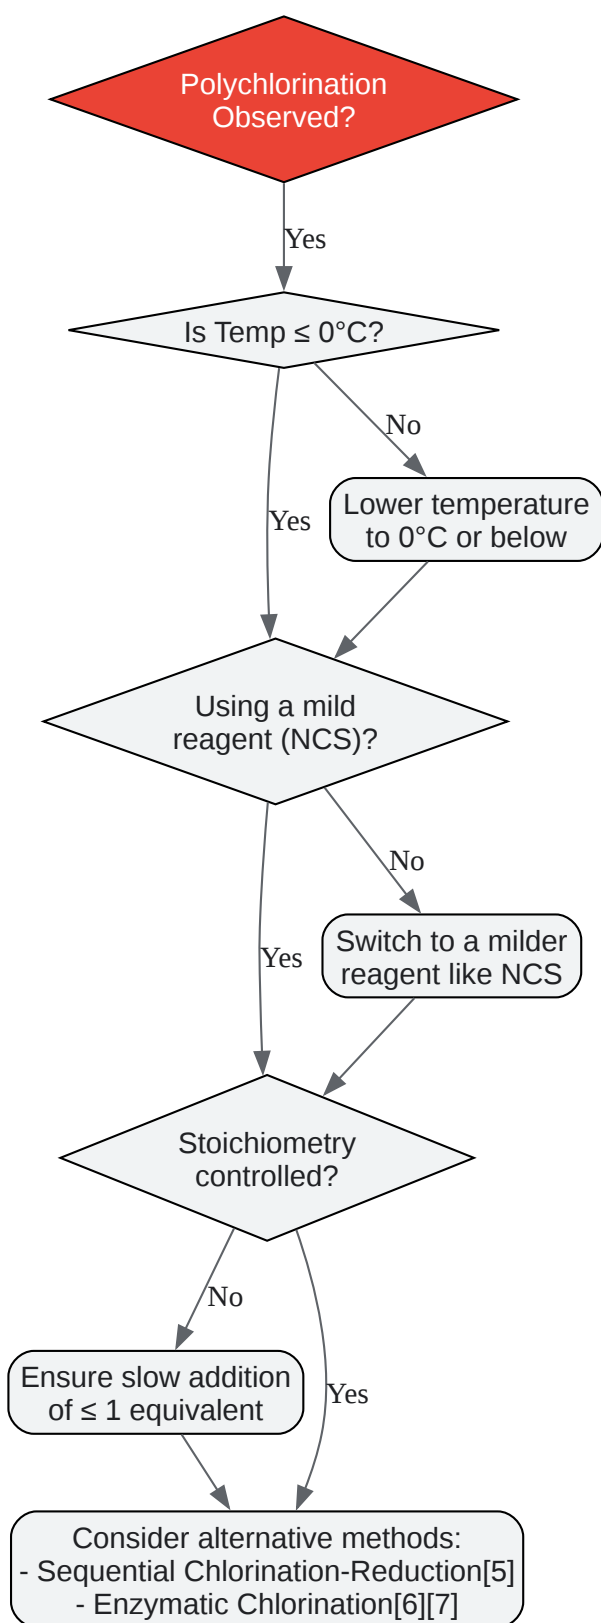 Polychlorination
Observed?
Yes
Is Temp ≤ 0°C?
No
Lower temperature
to 0°C or below
Yes
Using a mild
reagent (NCS)?
No
Switch to a milder
reagent like NCS
Yes
Stoichiometry
controlled?
No
Ensure slow addition
of ≤ 1 equivalent
Yes
Consider alternative methods:
- Sequential Chlorination-Reduction[5]
- Enzymatic Chlorination[6][7]